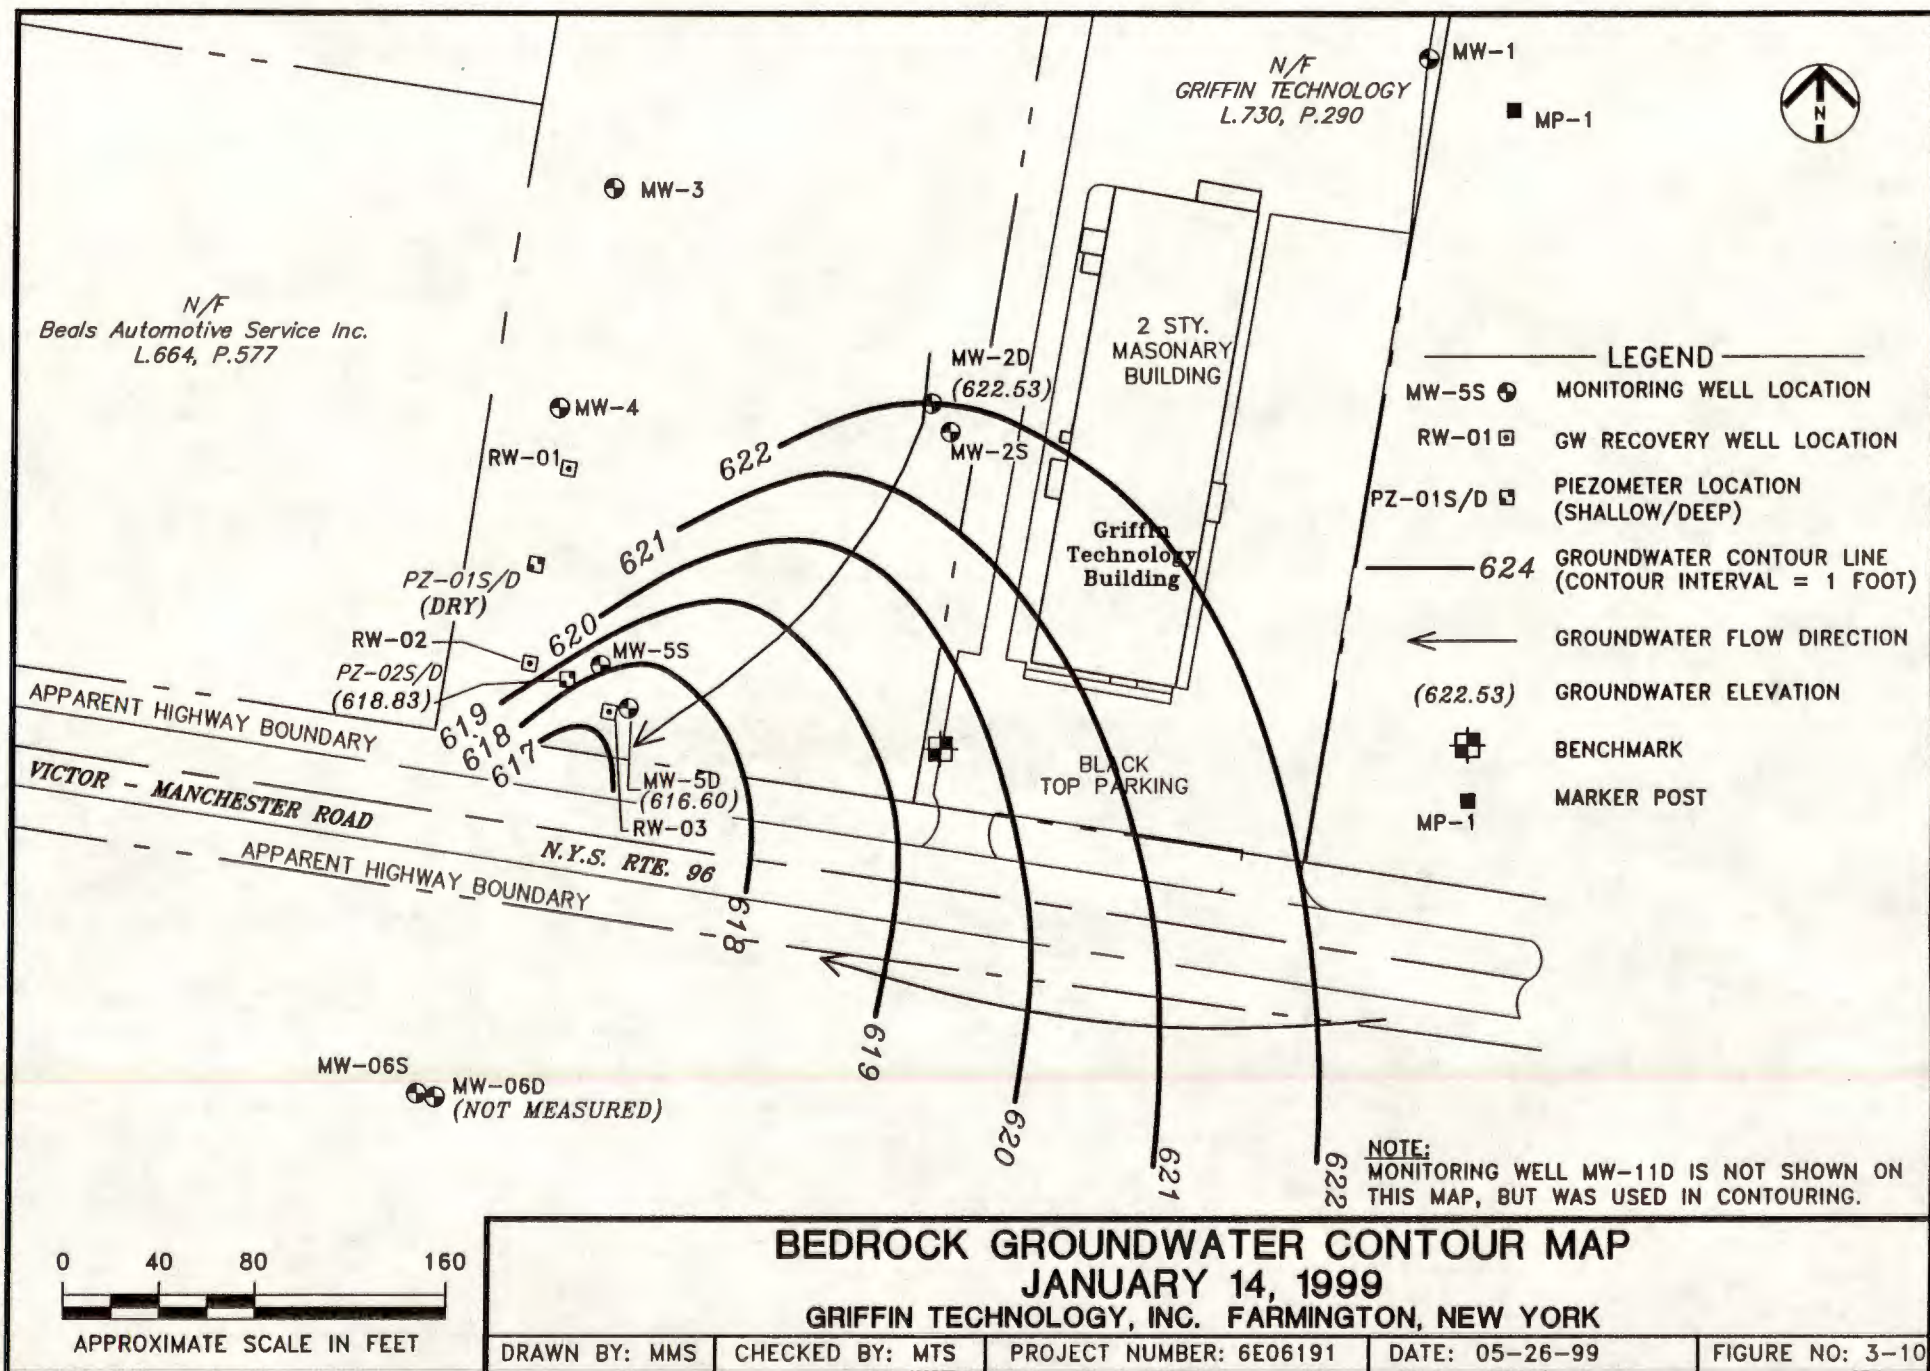 MW-1
N/F
GRIFFIN TECHNOLOGY
L.730, P.290
MP-1
N
MW-3
N/F
Beals Automotive Service Inc.
L.664, P.577
2 STY.
MASONARY
BUILDING
MW-2D
(622.53)
MW-4
MW-2S
622
RW-01
621
Griffin
Technology
Building
PZ-01S/D
(DRY)
620
RW-02
MW-5S
PZ-02S/D
(618.83)
619
618
617
APPARENT HIGHWAY BOUNDARY
MW-5D
(616.60)
RW-03
BLACK
TOP PARKING
VICTOR - MANCHESTER ROAD
N.Y.S. RTE. 96
APPARENT HIGHWAY BOUNDARY
618
619
620
621
622
MW-06S
MW-06D
(NOT MEASURED)
LEGEND
MW-5S MONITORING WELL LOCATION
RW-01 GW RECOVERY WELL LOCATION
PZ-01S/D PIEZOMETER LOCATION
(SHALLOW/DEEP)
624 GROUNDWATER CONTOUR LINE
(CONTOUR INTERVAL = 1 FOOT)
GROUNDWATER FLOW DIRECTION
(622.53) GROUNDWATER ELEVATION
BENCHMARK
MARKER POST
MP-1
NOTE:
MONITORING WELL MW-11D IS NOT SHOWN ON
THIS MAP, BUT WAS USED IN CONTOURING.
0 40 80 160
APPROXIMATE SCALE IN FEET
BEDROCK GROUNDWATER CONTOUR MAP
JANUARY 14, 1999
GRIFFIN TECHNOLOGY, INC. FARMINGTON, NEW YORK
DRAWN BY: MMS CHECKED BY: MTS PROJECT NUMBER: 6E06191 DATE: 05-26-99 FIGURE NO: 3-10